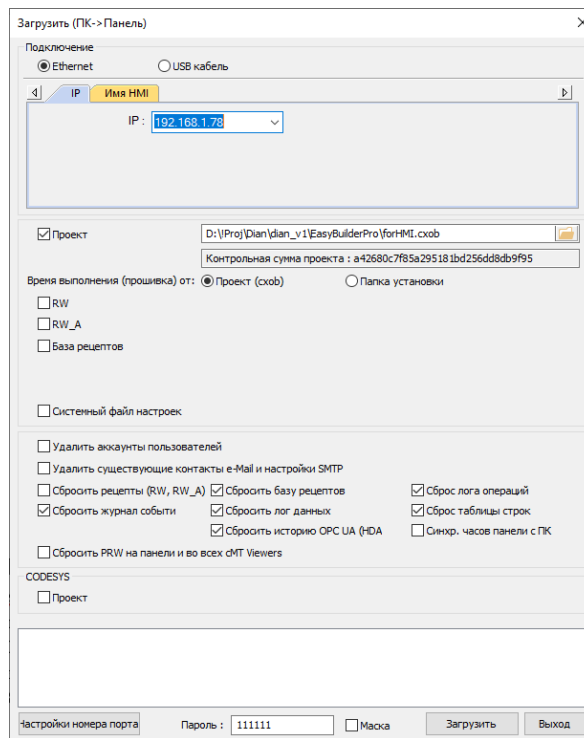 Загрузить (ПК->Панель)
Подключение
Ethernet USB кабель
IP Имя HMI
IP : 192.168.1.78
Проект D:\!Proj\Dian\dian_v1\EasyBuilderPro\forHMI.cxob
Контрольная сумма проекта : a42680c7f85a295181bd256dd8db9f95
Время выполнения (прошивка) от: Проект (cxob) Папка установки
RW
RW_A
База рецептов
Системный файл настроек
Удалить аккаунты пользователей
Удалить существующие контакты e-Mail и настройки SMTP
Сбросить рецепты (RW, RW_A) Сбросить базу рецептов Сброс лога операций
Сбросить журнал событи Сбросить лог данных Сброс таблицы строк
Сбросить историю OPC UA (HDA Синхр. часов панели с ПК
Сбросить PRW на панели и во всех cMT Viewers
CODESYS
Проект
Настройки номера порта Пароль : 111111 Маска Загрузить Выход